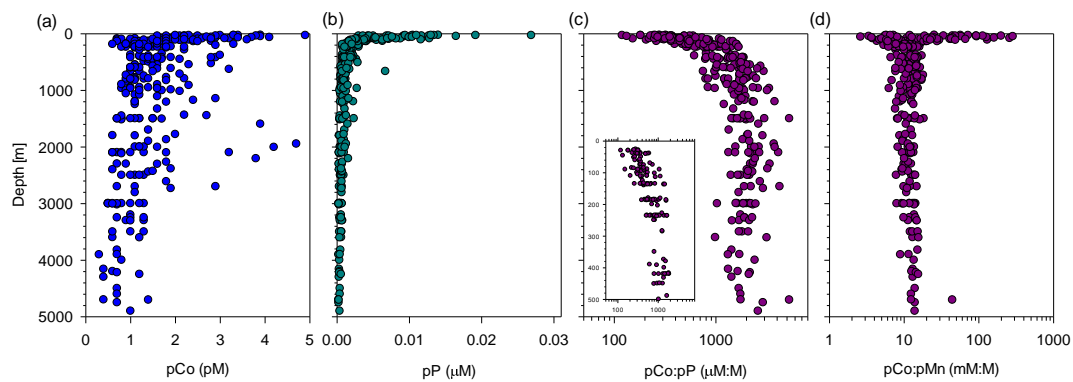 (a) (b) (c) (d)
0
1000
2000
3000
4000
5000
Depth [m]
0 1 2 3 4 5
pCo (pM)
0.00 0.01 0.02 0.03
pP (μM)
0
100
200
300
400
500
100 1000
100 1000
pCo:pP (μM:M)
1 10 100 1000
pCo:pMn (mM:M)